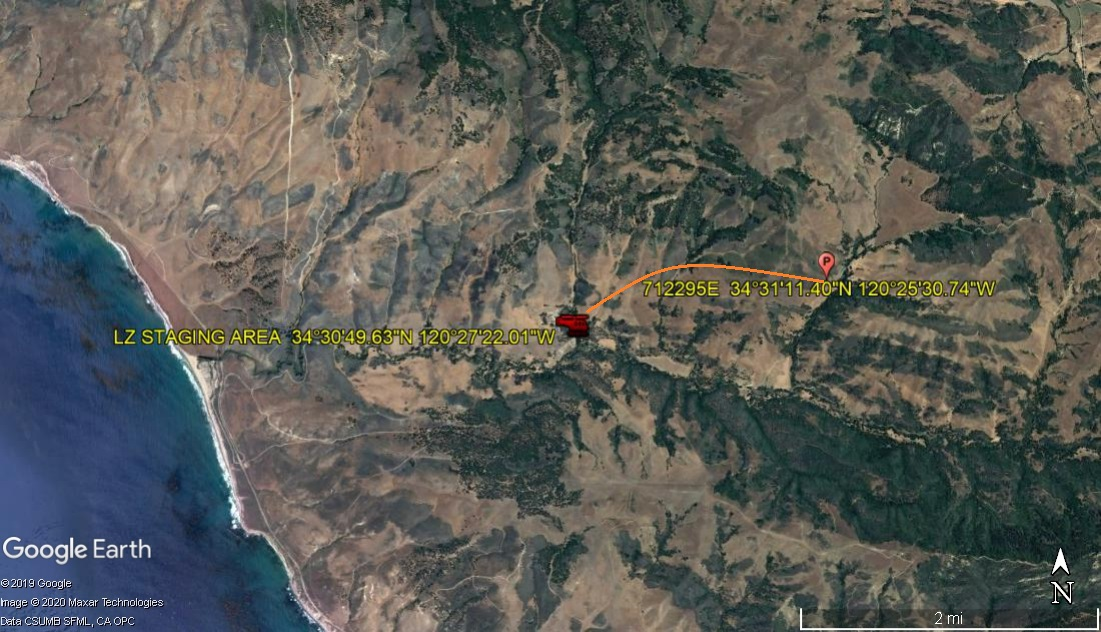 P
712295E 34°31'11.40"N 120°25'30.74"W
LZ STAGING AREA 34°30'49.63"N 120°27'22.01"W
Google Earth
©2019 Google
Image © 2020 Maxar Technologies
Data CSUMB SFML, CA OPC
N
2 mi